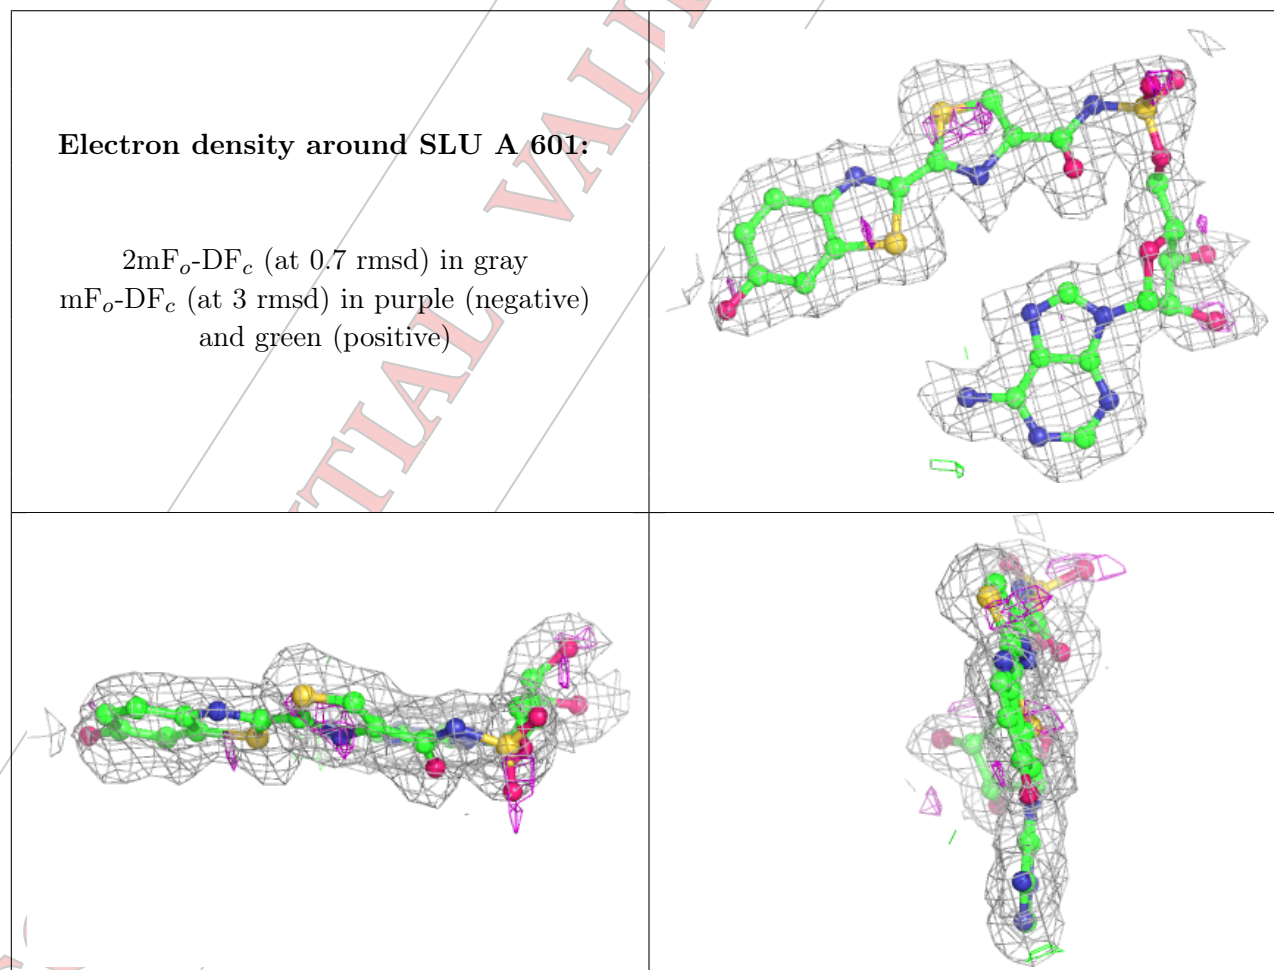 Electron density around SLU A 601:
2mFo-DFc (at 0.7 rmsd) in gray
mFo-DFc (at 3 rmsd) in purple (negative)
and green (positive)